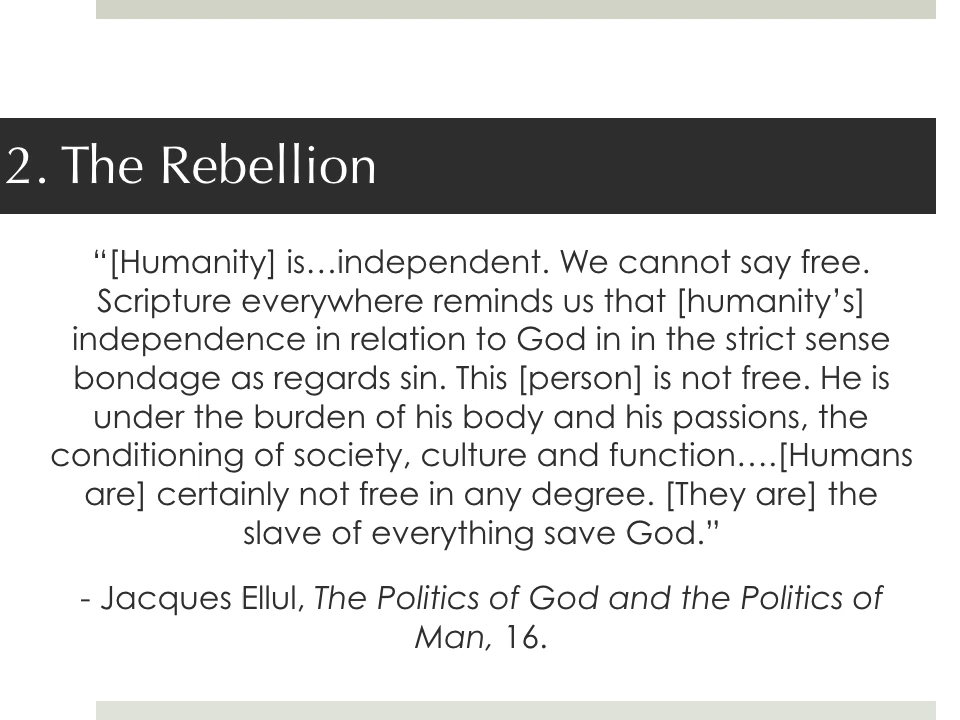 2. The Rebellion
“[Humanity] is…independent. We cannot say free.
Scripture everywhere reminds us that [humanity’s]
independence in relation to God in in the strict sense
bondage as regards sin. This [person] is not free. He is
under the burden of his body and his passions, the
conditioning of society, culture and function….[Humans
are] certainly not free in any degree. [They are] the
slave of everything save God.”
- Jacques Ellul, The Politics of God and the Politics of
Man, 16.